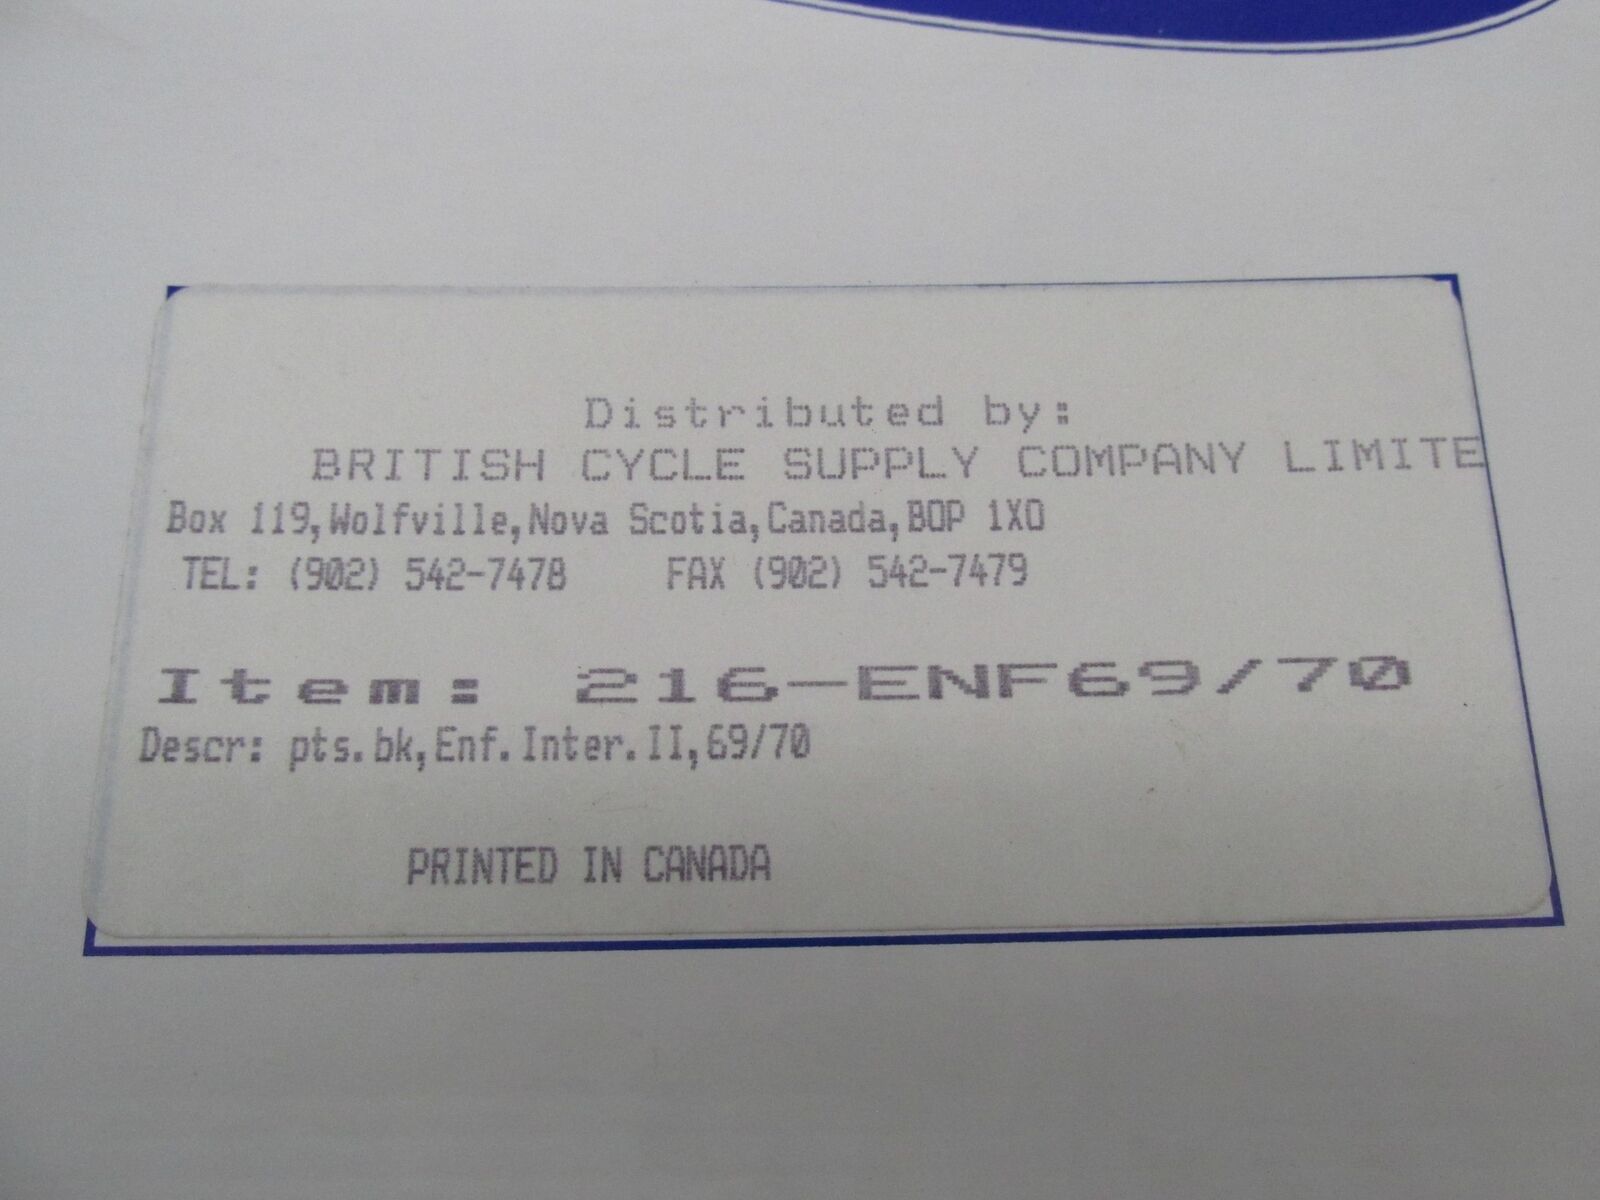 Distributed by:
BRITISH CYCLE SUPPLY COMPANY LIMITE
Box 119,Wolfville,Nova Scotia,Canada,B0P 1X0
TEL: (902) 542-7478 FAX (902) 542-7479
Item: 216-ENF69/70
Descr: pts.bk,Enf.Inter.II,69/70
PRINTED IN CANADA